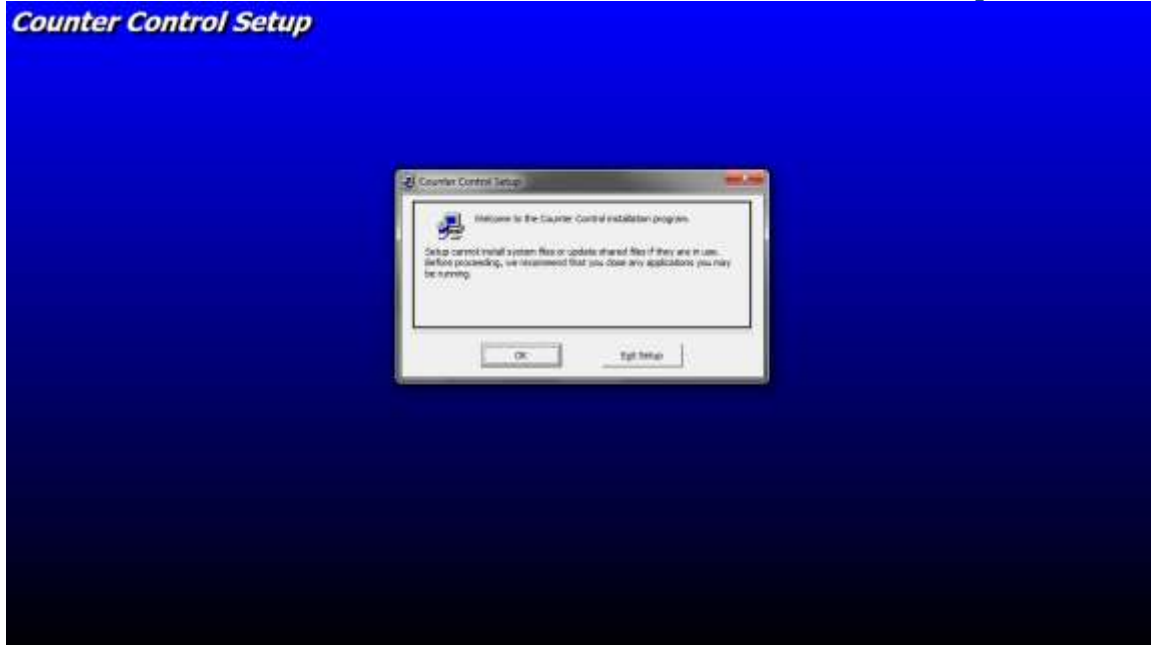 Counter Control Setup
Counter Control Setup
Welcome to the Counter Control installation program.
Setup cannot install system files or update shared files if they are in use.
Before proceeding, we recommend that you close any applications you may
be running.
OK
Exit Setup